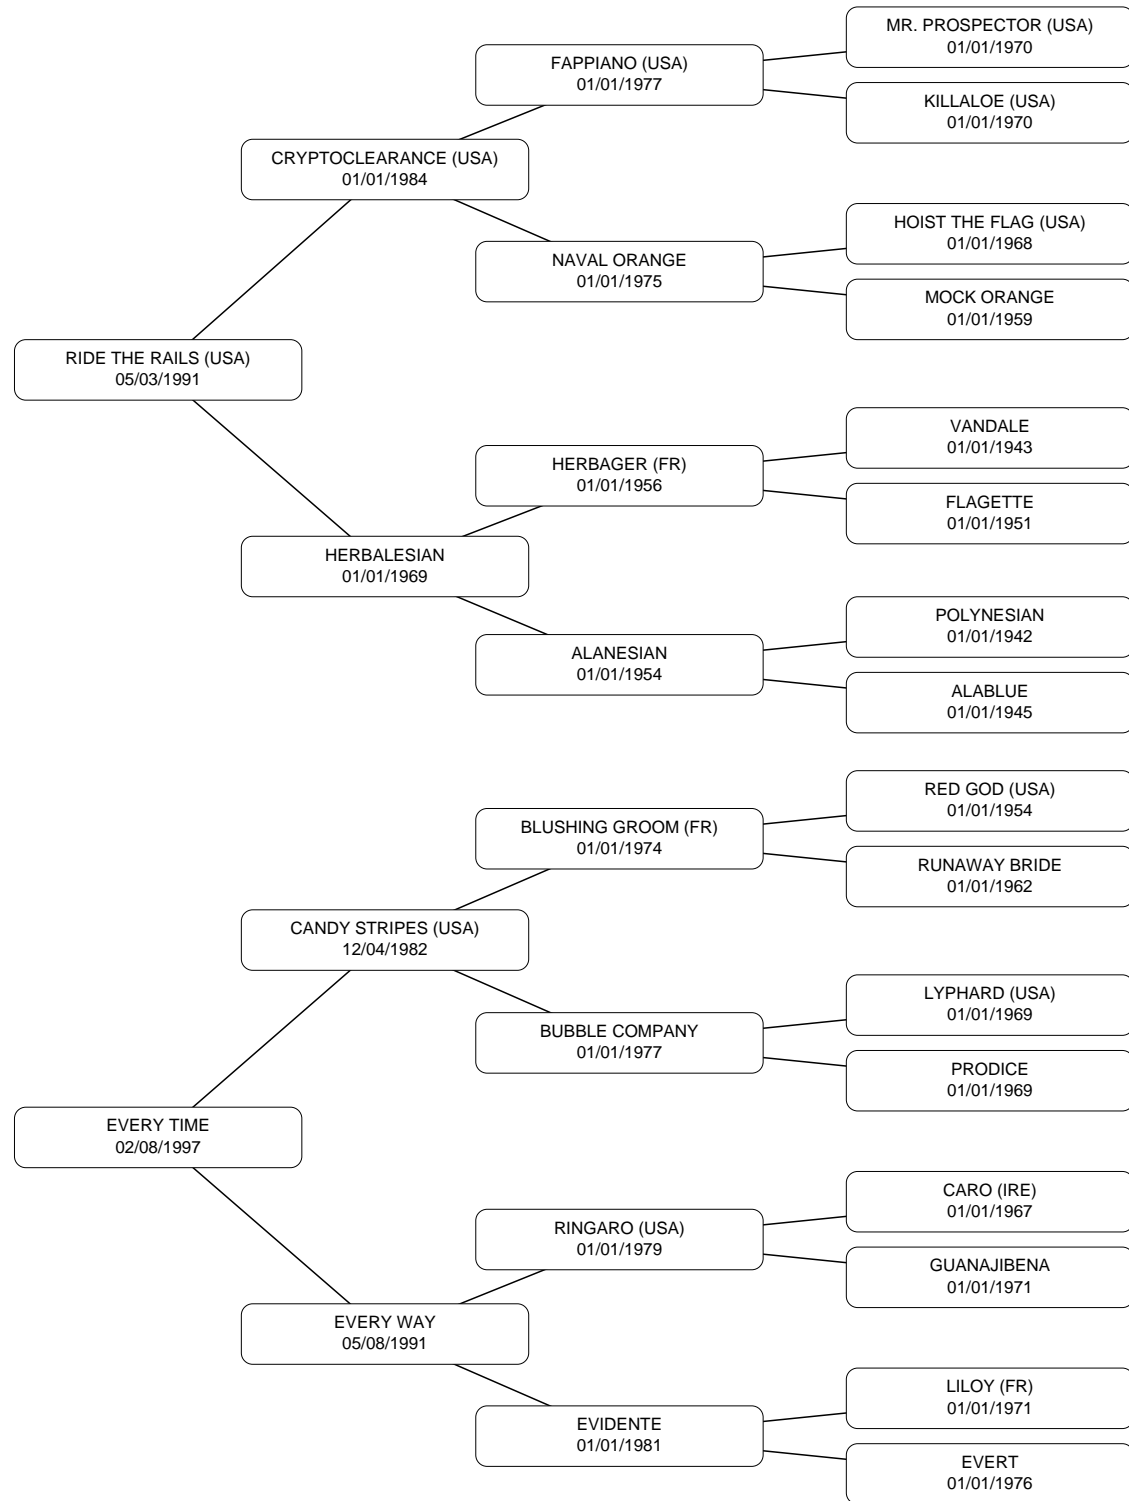 MR. PROSPECTOR (USA)
01/01/1970
FAPPIANO (USA)
01/01/1977
KILLALOE (USA)
01/01/1970
CRYPTOCLEARANCE (USA)
01/01/1984
HOIST THE FLAG (USA)
01/01/1968
NAVAL ORANGE
01/01/1975
MOCK ORANGE
01/01/1959
RIDE THE RAILS (USA)
05/03/1991
VANDALE
01/01/1943
HERBAGER (FR)
01/01/1956
FLAGETTE
01/01/1951
HERBALESIAN
01/01/1969
POLYNESIAN
01/01/1942
ALANESIAN
01/01/1954
ALABLUE
01/01/1945
RED GOD (USA)
01/01/1954
BLUSHING GROOM (FR)
01/01/1974
RUNAWAY BRIDE
01/01/1962
CANDY STRIPES (USA)
12/04/1982
LYPHARD (USA)
01/01/1969
BUBBLE COMPANY
01/01/1977
PRODICE
01/01/1969
EVERY TIME
02/08/1997
CARO (IRE)
01/01/1967
RINGARO (USA)
01/01/1979
GUANAJIBENA
01/01/1971
EVERY WAY
05/08/1991
LILOY (FR)
01/01/1971
EVIDENTE
01/01/1981
EVERT
01/01/1976